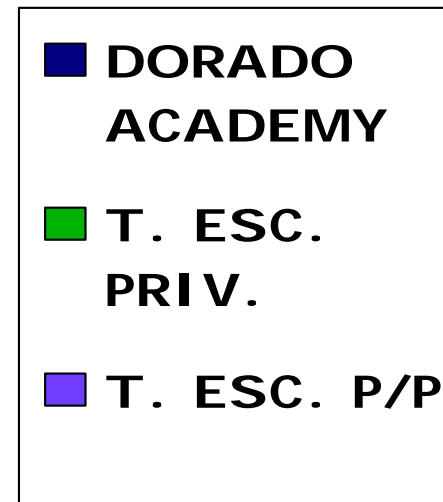 DORADO
ACADEMY
T. ESC.
PRIV.
T. ESC. P/P